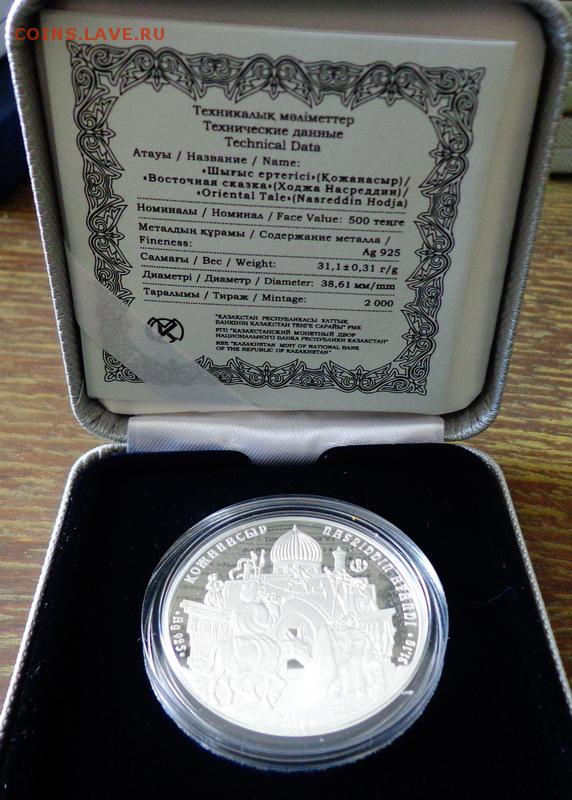 COINS.LAVE.RU
Техникалық мәліметтер
Технические данные
Technical Data
Атауы / Название / Name:
«Шығыс ертегісі»(Қожанасыр)/
«Восточная сказка»(Ходжа Насреддин)/
«Oriental Tale»(Nasreddin Hodja)
Номиналы / Номинал / Face Value: 500 теңге
Металдың құрамы / Содержание металла /
Fineness: Ag 925
Салмағы / Вес / Weight: 31,1±0,31 г/g
Диаметрі / Диаметр / Diameter: 38,61 мм/mm
Таралымы / Тираж / Mintage: 2 000
"ҚАЗАҚСТАН РЕСПУБЛИКАСЫ ҰЛТТЫҚ
БАНКІНІҢ ҚАЗАҚСТАН ТЕҢГЕ САРАЙЫ" РМК
РГП "КАЗАХСТАНСКИЙ МОНЕТНЫЙ ДВОР
НАЦИОНАЛЬНОГО БАНКА РЕСПУБЛИКИ КАЗАХСТАН"
RSE "KAZAKHSTAN MINT OF NATIONAL BANK
OF THE REPUBLIC OF KAZAKHSTAN"
ҚОЖАНАСЫР NASRIDDIN AFANDI
Ag 925
31,1g